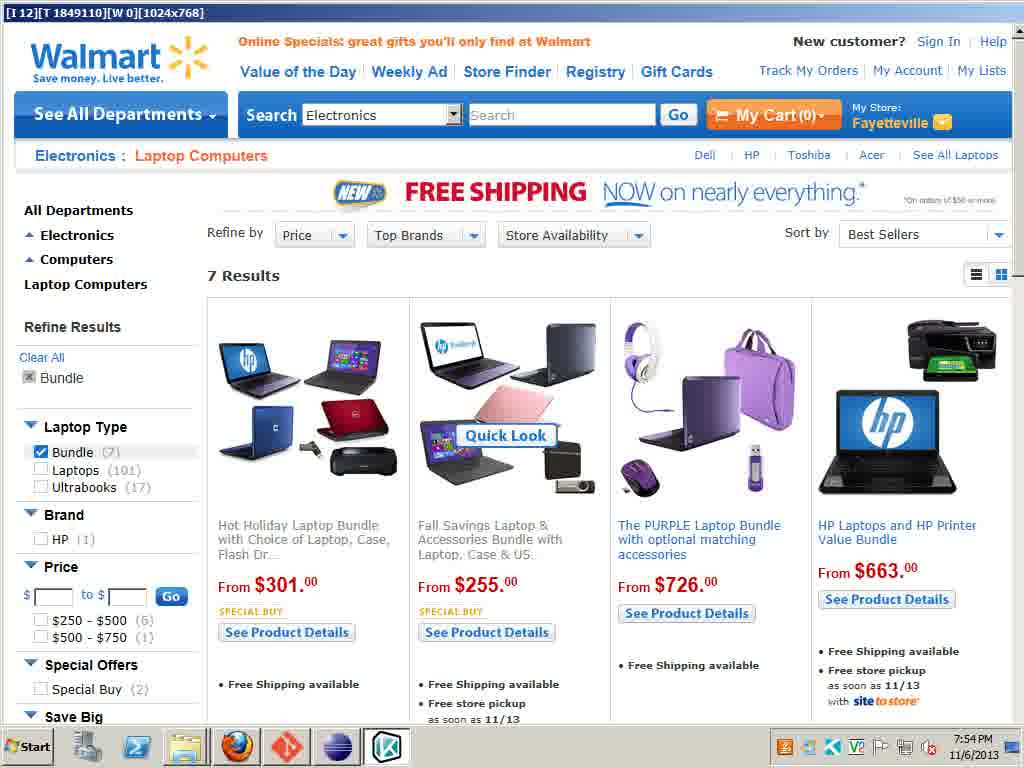 [I 12][T 1849110][W 0][1024x768]
Walmart
Save money. Live better.
Online Specials: great gifts you'll only find at Walmart
New customer? Sign In | Help
Value of the Day | Weekly Ad | Store Finder | Registry | Gift Cards
Track My Orders | My Account | My Lists
See All Departments
Search Electronics Search Go
My Cart (0)
My Store:
Fayetteville
Electronics : Laptop Computers
Dell | HP | Toshiba | Acer | See All Laptops
NEW FREE SHIPPING NOW on nearly everything.*
*On orders of $50 or more.
All Departments
Electronics
Computers
Laptop Computers
Refine by Price Top Brands Store Availability
Sort by Best Sellers
7 Results
Refine Results
Clear All
Bundle
Laptop Type
Bundle (7)
Laptops (191)
Ultrabooks (17)
Brand
HP (1)
Price
$ to $ Go
$250 - $500 (6)
$500 - $750 (1)
Special Offers
Special Buy (2)
Save Big
Hot Holiday Laptop Bundle
with Choice of Laptop, Case,
Flash Dr...
From $301.00
SPECIAL BUY
See Product Details
• Free Shipping available
Quick Look
Fall Savings Laptop &
Accessories Bundle with
Laptop, Case & US...
From $255.00
SPECIAL BUY
See Product Details
• Free Shipping available
• Free store pickup
as soon as 11/13
The PURPLE Laptop Bundle
with optional matching
accessories
From $726.00
See Product Details
• Free Shipping available
hp
HP Laptops and HP Printer
Value Bundle
From $663.00
See Product Details
• Free Shipping available
• Free store pickup
as soon as 11/13
with site to store
Start
7:54 PM
11/6/2013